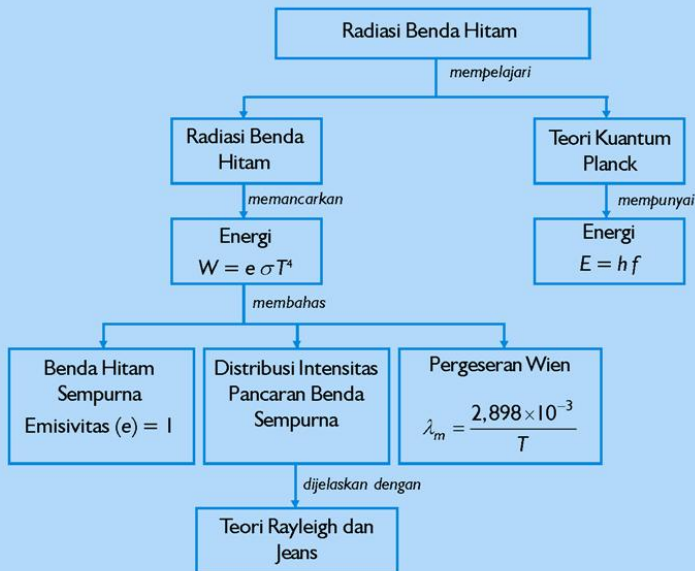 Radiasi Benda Hitam
mempelajari
Radiasi Benda
Hitam
Teori Kuantum
Planck
memancarkan
mempunyai
Energi
W = e σT⁴
Energi
E = h f
membahas
Benda Hitam
Sempurna
Emisivitas (e) = 1
Distribusi Intensitas
Pancaran Benda
Sempurna
Pergeseran Wien
λₘ = 2,898 × 10⁻³ / T
dijelaskan dengan
Teori Rayleigh dan
Jeans